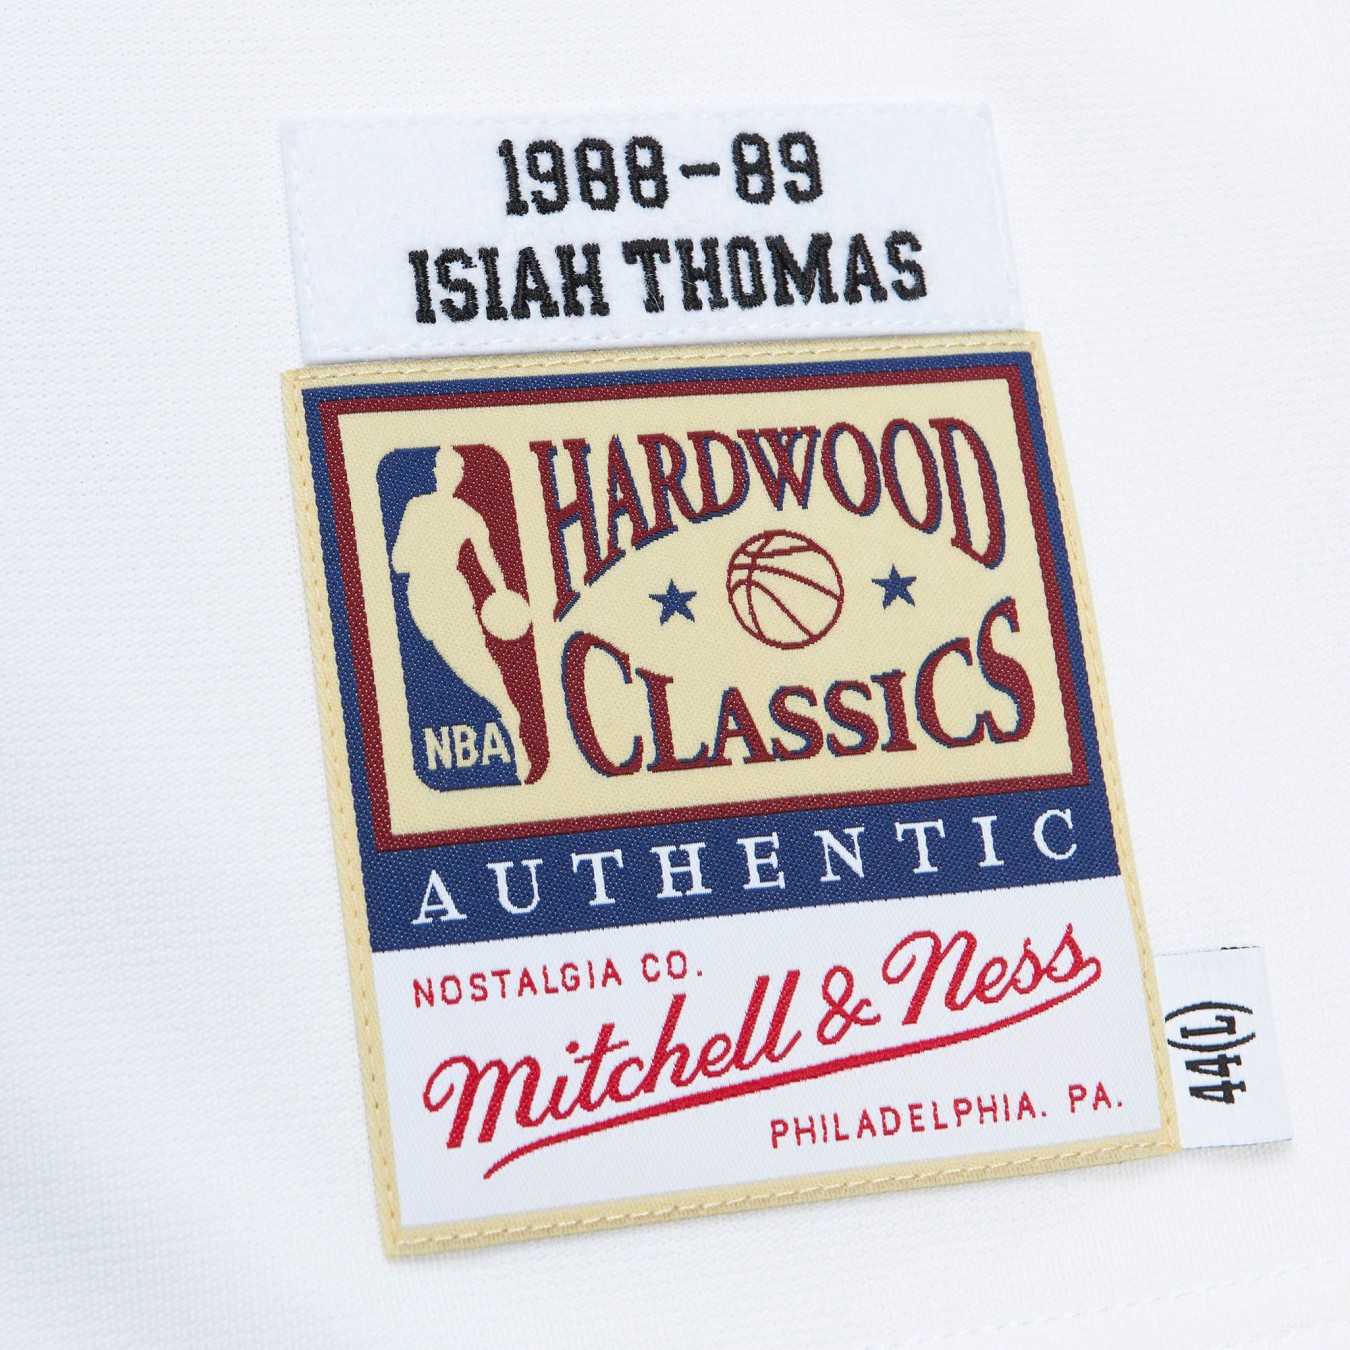 1988-89
ISIAH THOMAS
HARDWOOD
CLASSICS
NBA
AUTHENTIC
NOSTALGIA CO.
Mitchell & Ness
PHILADELPHIA. PA.
44(L)